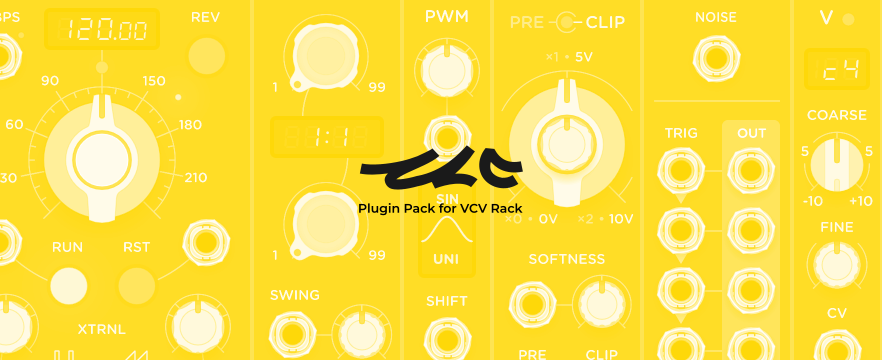 BPS
120.00
REV
90
150
60
180
30
210
RUN
RST
XTRNL
1
99
1:1
1
99
SWING
PWM
SIN
UNI
SHIFT
PRE
CLIP
×1 • 5V
×0 • 0V
×2 • 10V
SOFTNESS
PRE
CLIP
NOISE
TRIG
OUT
V
c4
COARSE
5
5
-10
+10
FINE
CV
Plugin Pack for VCV Rack